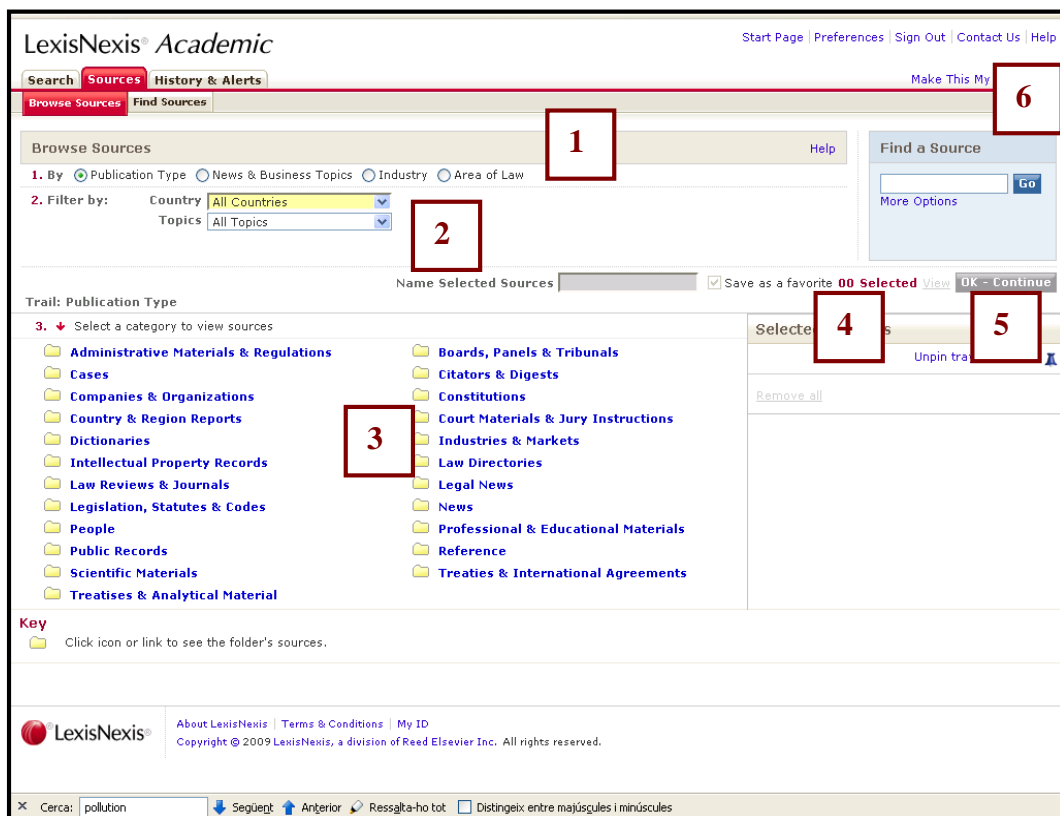 LexisNexis® Academic
Start Page | Preferences | Sign Out | Contact Us | Help
Search Sources History & Alerts
Make This My
6
Browse Sources Find Sources
1
Browse Sources Help
Find a Source
1. By Publication Type News & Business Topics Industry Area of Law
Go
2. Filter by: Country All Countries
More Options
Topics All Topics
2
Name Selected Sources Save as a favorite 00 Selected View OK - Continue
Trail: Publication Type
3. Select a category to view sources
Selected
4
5
Administrative Materials & Regulations Boards, Panels & Tribunals
Unpin
Cases Citators & Digests
Companies & Organizations Constitutions
Remove all
Country & Region Reports Court Materials & Jury Instructions
3
Dictionaries Industries & Markets
Intellectual Property Records Law Directories
Law Reviews & Journals Legal News
Legislation, Statutes & Codes News
People Professional & Educational Materials
Public Records Reference
Scientific Materials Treaties & International Agreements
Treatises & Analytical Material
Key
Click icon or link to see the folder's sources.
LexisNexis®
About LexisNexis | Terms & Conditions | My ID
Copyright © 2009 LexisNexis, a division of Reed Elsevier Inc. All rights reserved.
× Cerca: pollution Següent Anterior Ressalta-ho tot Distingeix entre majúscules i minúscules